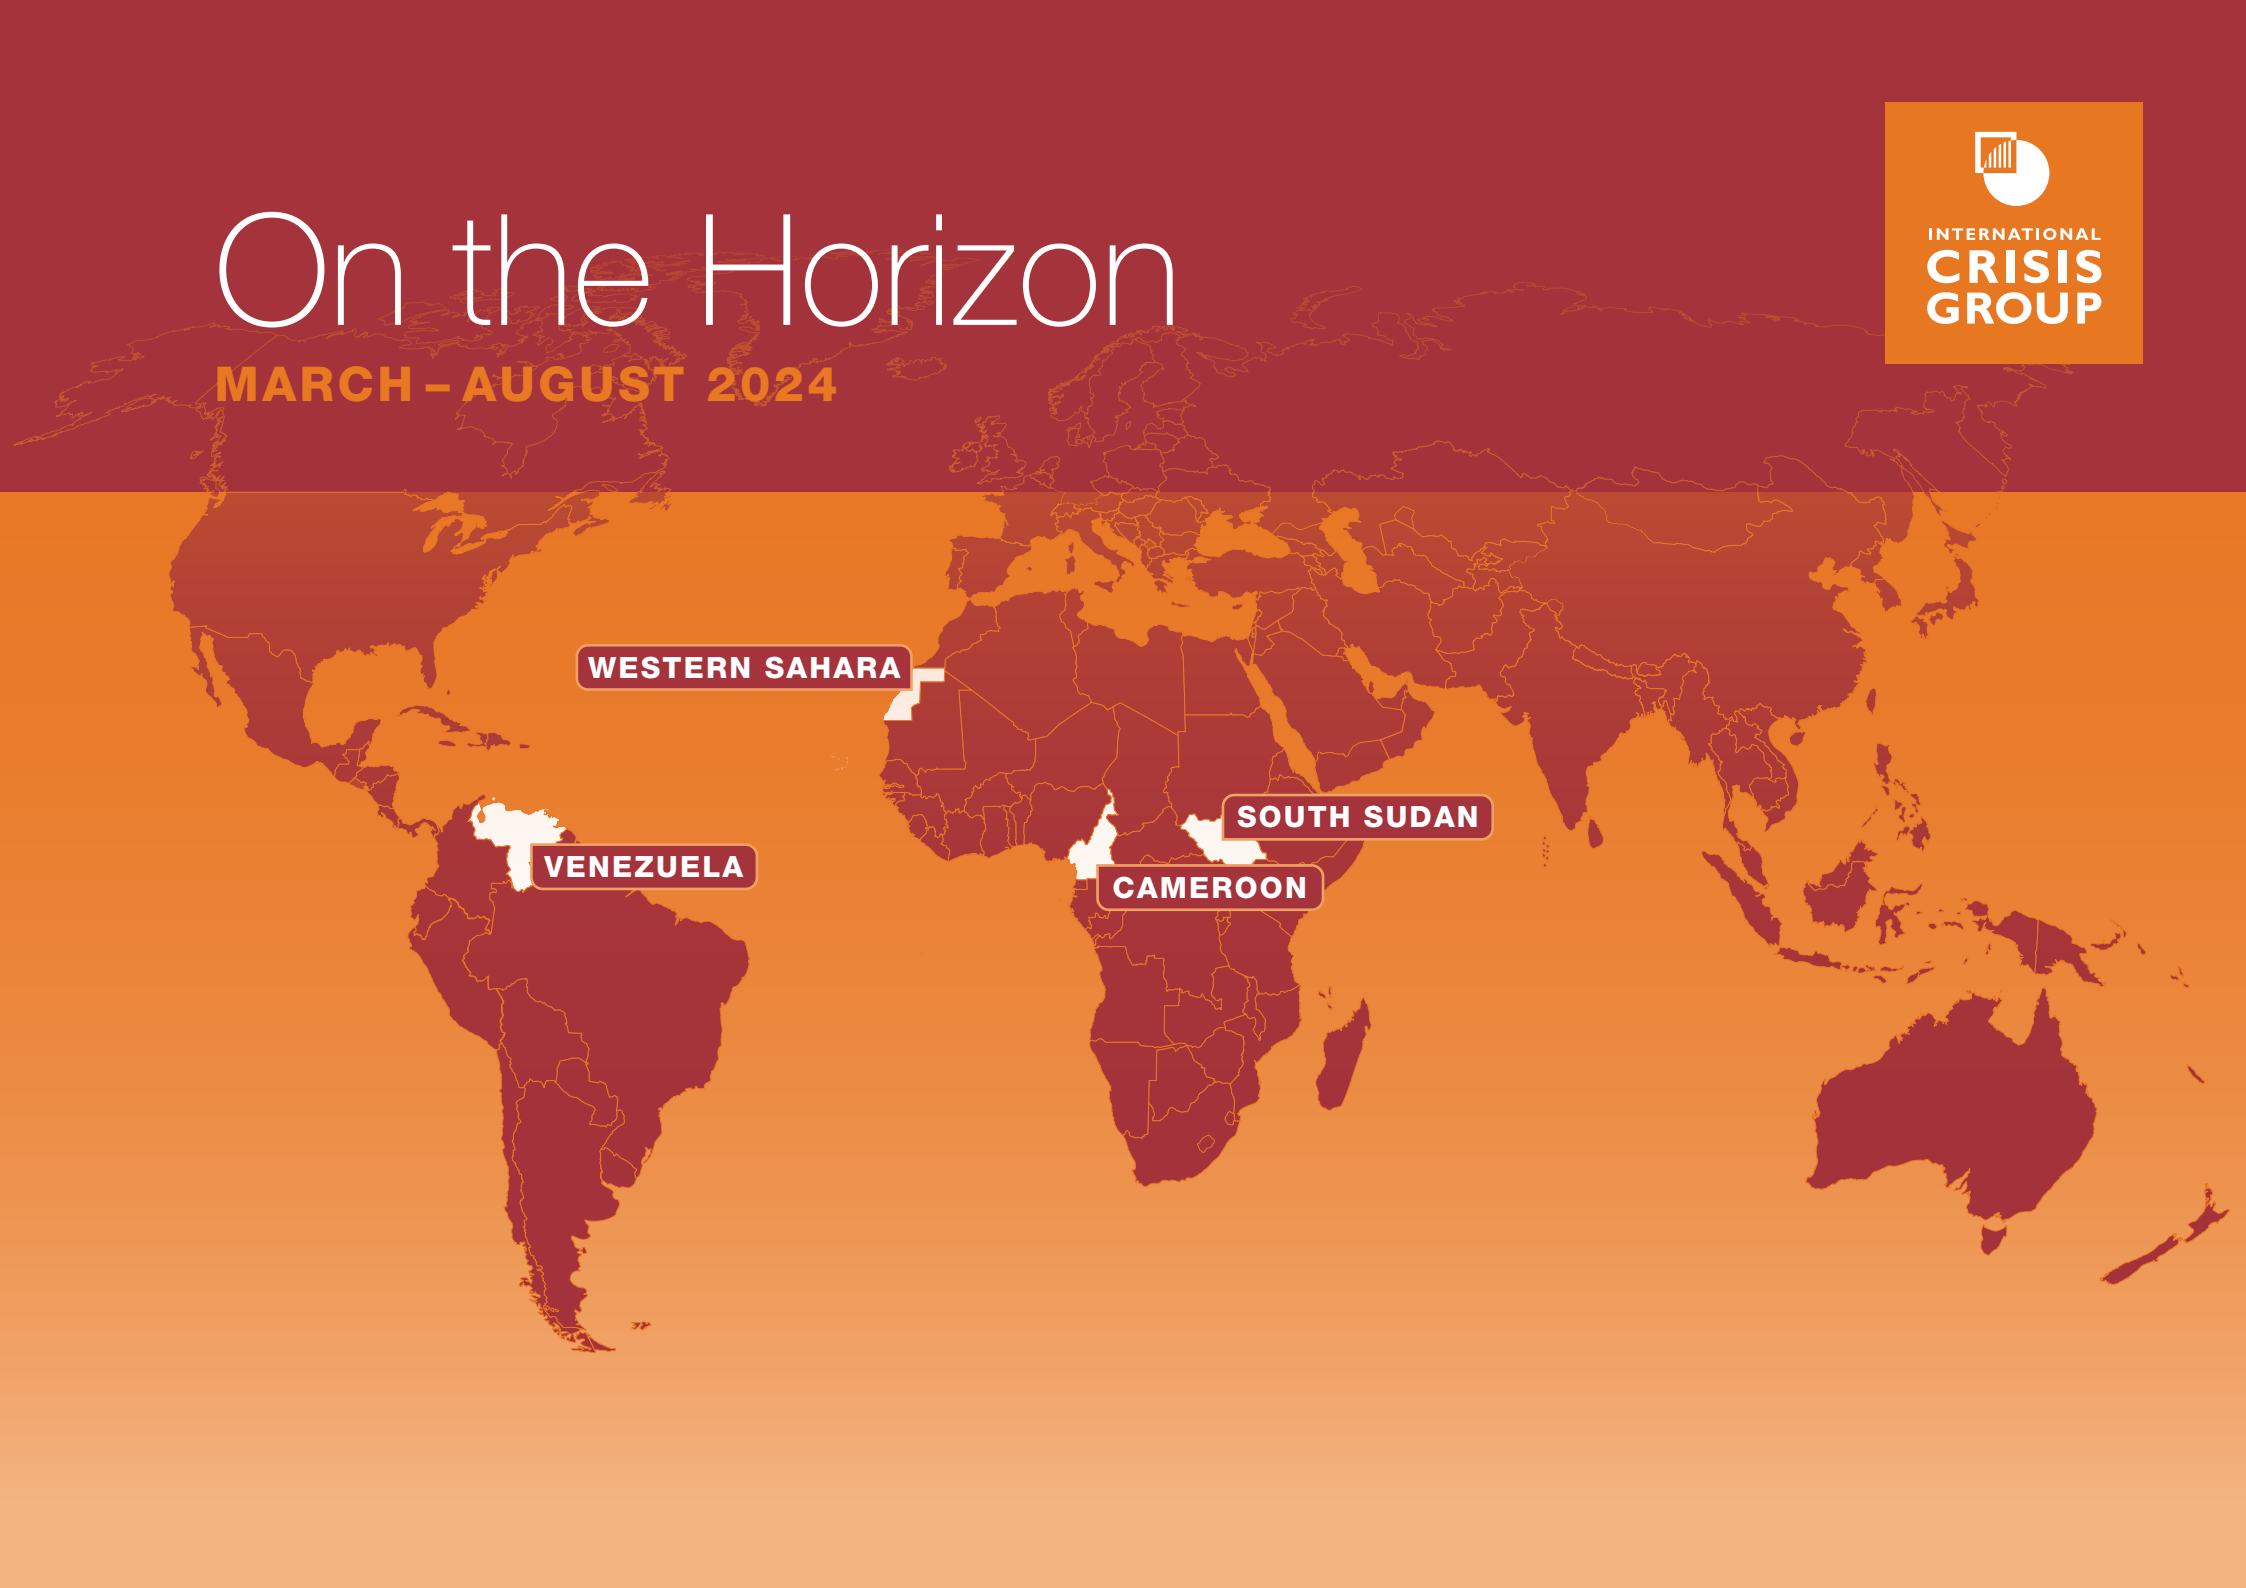 On the Horizon
MARCH – AUGUST 2024
INTERNATIONAL
CRISIS
GROUP
WESTERN SAHARA
SOUTH SUDAN
VENEZUELA
CAMEROON